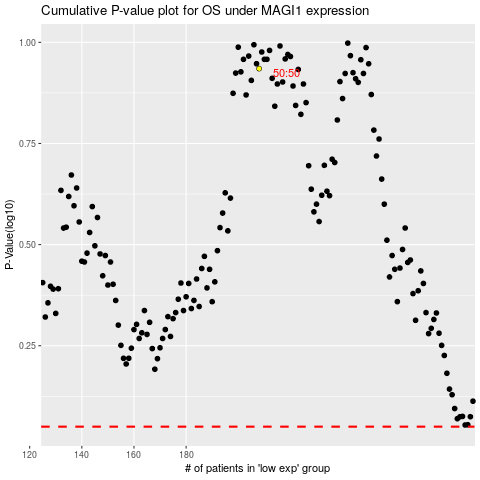 Cumulative P-value plot for OS under MAGI1 expression
1.00
50:50
0.75
P-Value(log10)
0.50
0.25
120 140 160 180
# of patients in 'low exp' group